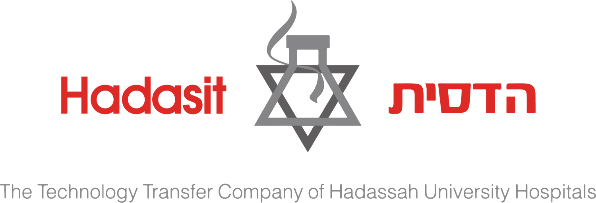 Hadasit הדסית
The Technology Transfer Company of Hadassah University Hospitals